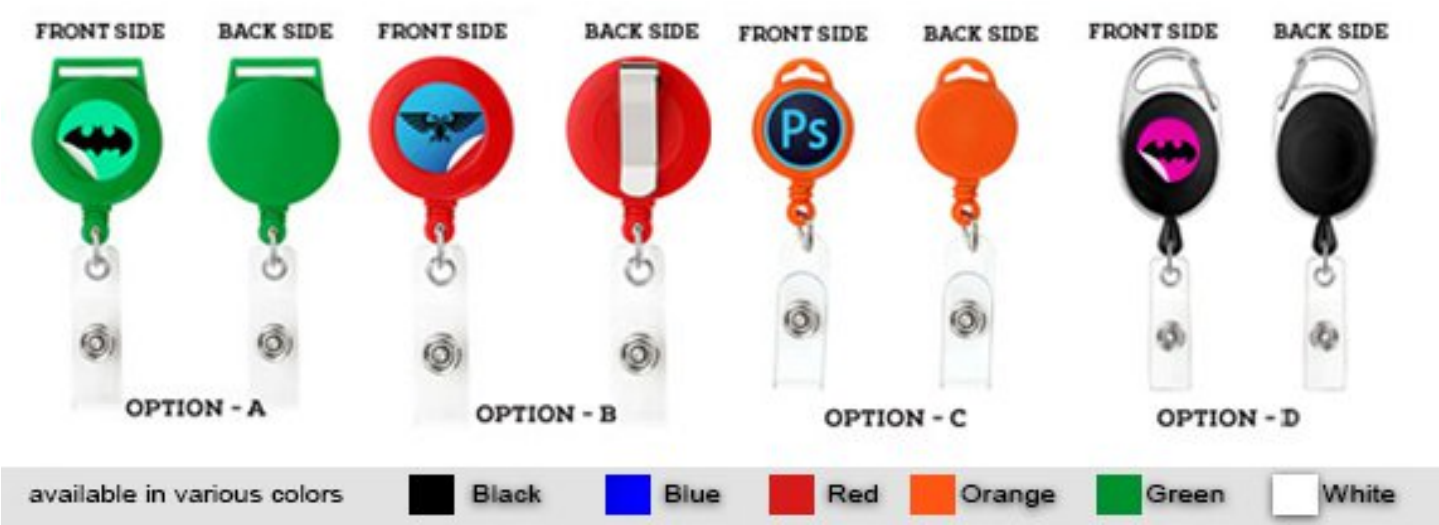 FRONT SIDE BACK SIDE FRONT SIDE BACK SIDE FRONT SIDE BACK SIDE FRONT SIDE BACK SIDE
Ps
OPTION - A OPTION - B OPTION - C OPTION - D
available in various colors Black Blue Red Orange Green White